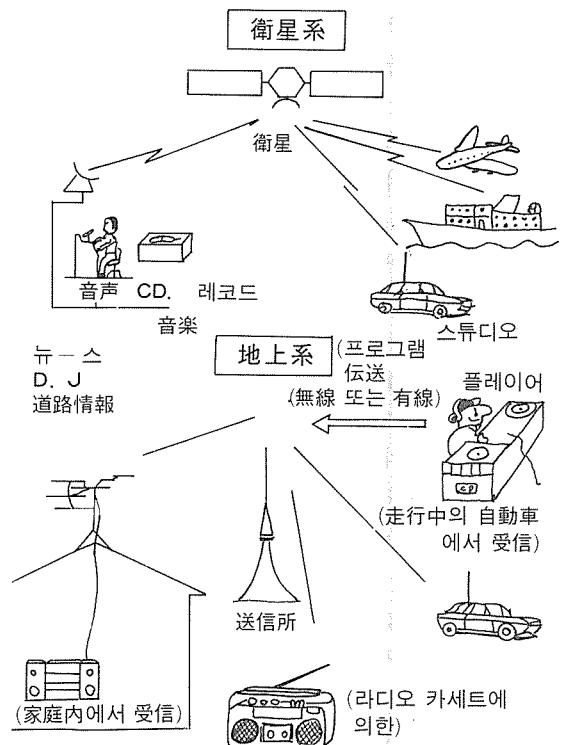 衛星系
衛星
音声 CD. 레코드
音楽
스튜디오
뉴－스
D. J
道路情報
地上系
(프로그램
伝送
(無線 또는 有線)
플레이어
CD
(走行中의 自動車
에서 受信)
送信所
(家庭内에서 受信)
(라디오 카세트에
의한)